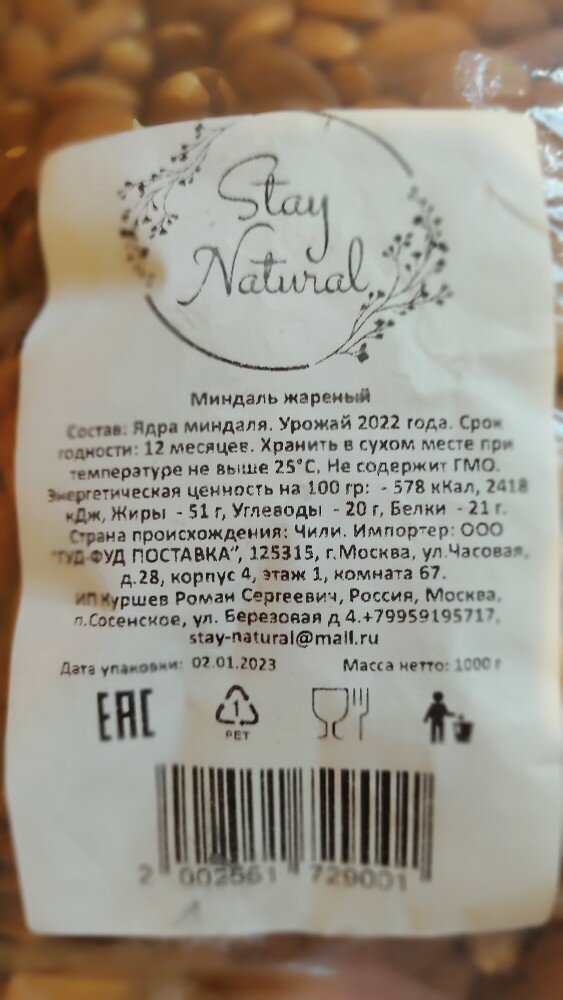 Stay
Natural
Миндаль жареный
Состав: Ядра миндаля. Урожай 2022 года. Срок
годности: 12 месяцев. Хранить в сухом месте при
температуре не выше 25°С. Не содержит ГМО.
Энергетическая ценность на 100 гр: - 578 кКал, 2418
кДж, Жиры - 51 г, Углеводы - 20 г, Белки - 21 г.
Страна происхождения: Чили. Импортер: ООО
"ГУД-ФУД ПОСТАВКА", 125315, г.Москва, ул.Часовая,
д.28, корпус 4, этаж 1, комната 67.
ИП Куршев Роман Сергеевич, Россия, Москва,
п.Сосенское, ул. Березовая д 4.+79959195717,
stay-natural@mail.ru
Дата упаковки: 02.01.2023 Масса нетто: 1000 г
EAC
1
PET
2 002561 729001